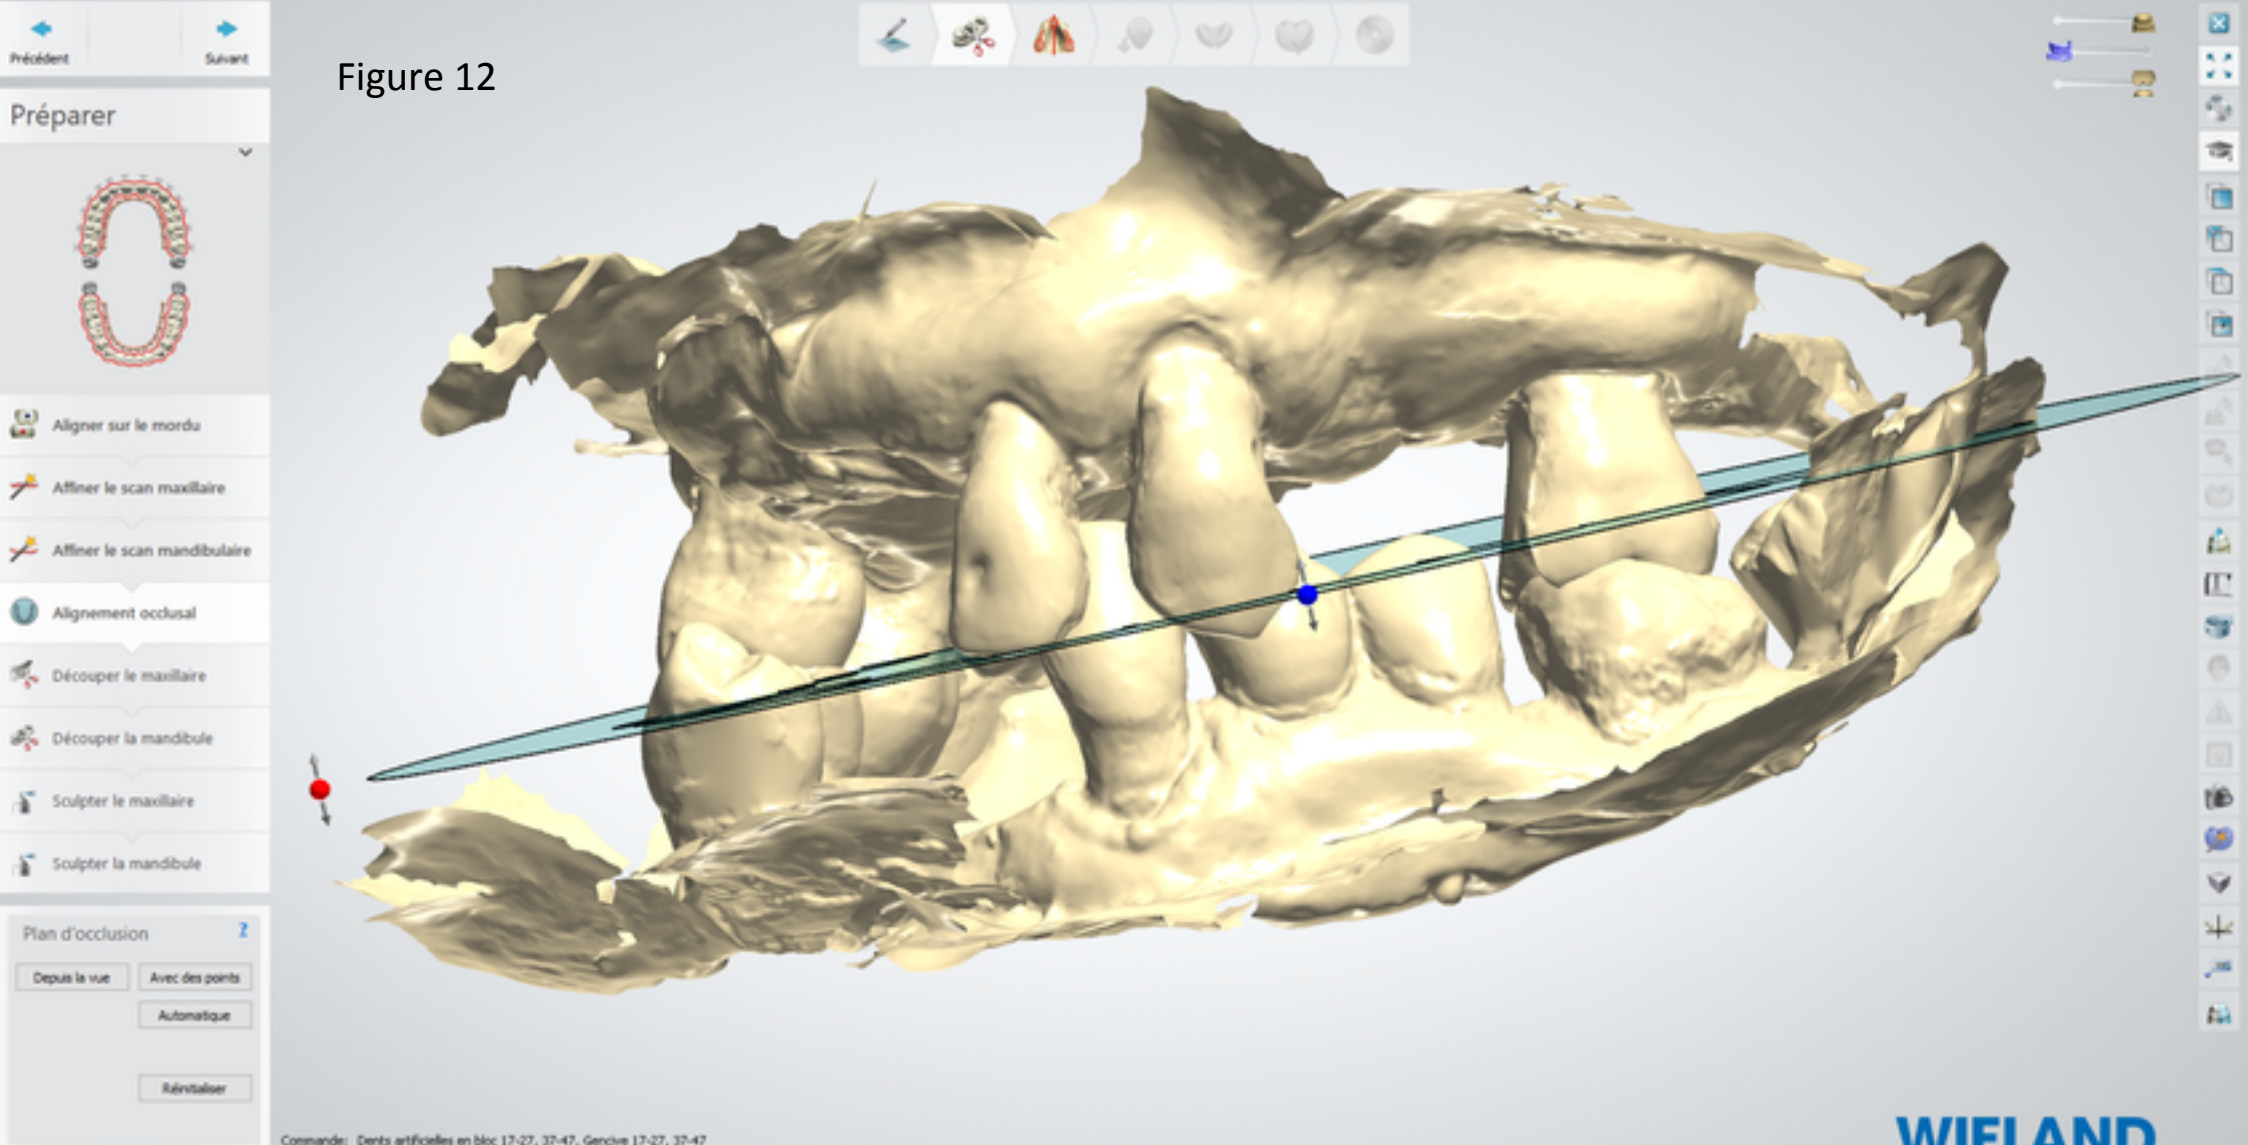 Précédent
Suivant
Figure 12
Préparer
Aligner sur le mordu
Affiner le scan maxillaire
Affiner le scan mandibulaire
Alignement occlusal
Découper le maxillaire
Découper la mandibule
Sculpter le maxillaire
Sculpter la mandibule
Plan d'occlusion ?
Depuis la vue
Avec des points
Automatique
Réinitialiser
Commande: Dents artificielles en bloc 17-27, 37-47, Gencive 17-27, 37-47
WIELAND